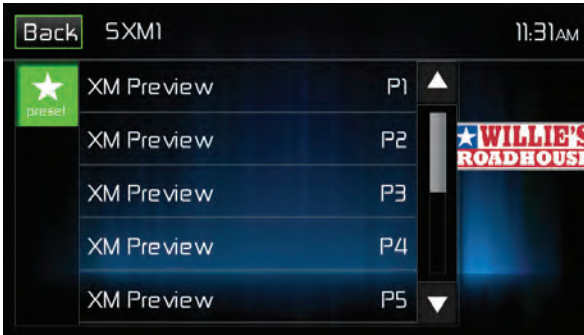 Back SXM1 11:31AM
preset
XM Preview P1
XM Preview P2
XM Preview P3
XM Preview P4
XM Preview P5
WILLIE'S
ROADHOUSE